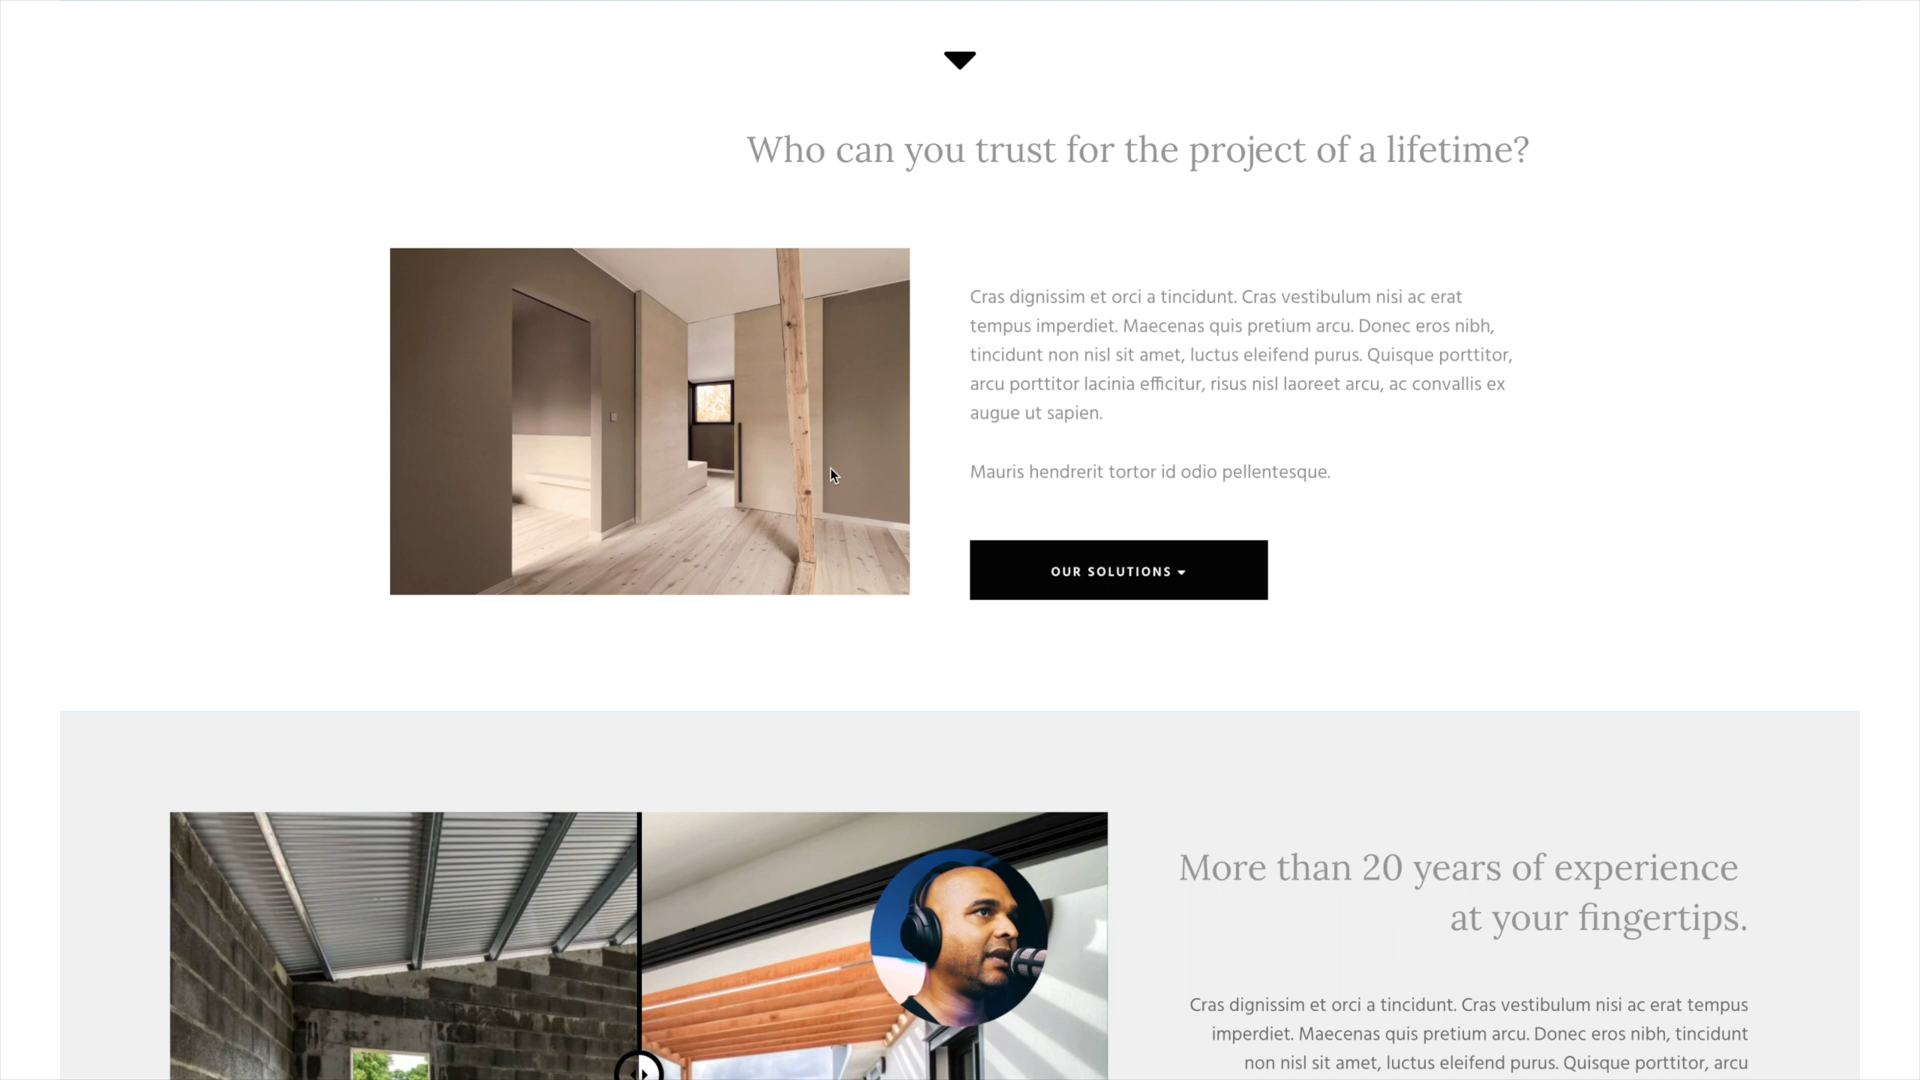 Who can you trust for the project of a lifetime?
Cras dignissim et orci a tincidunt. Cras vestibulum nisi ac erat
tempus imperdiet. Maecenas quis pretium arcu. Donec eros nibh,
tincidunt non nisl sit amet, luctus eleifend purus. Quisque porttitor,
arcu porttitor lacinia efficitur, risus nisl laoreet arcu, ac convallis ex
augue ut sapien.
Mauris hendrerit tortor id odio pellentesque.
OUR SOLUTIONS
More than 20 years of experience
at your fingertips.
Cras dignissim et orci a tincidunt. Cras vestibulum nisi ac erat tempus
imperdiet. Maecenas quis pretium arcu. Donec eros nibh, tincidunt
non nisl sit amet, luctus eleifend purus. Quisque porttitor, arcu